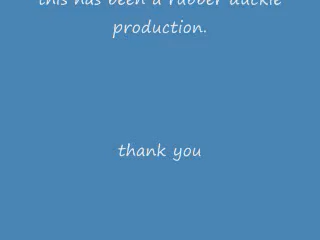 this has been a rubber duckie
production.
thank you